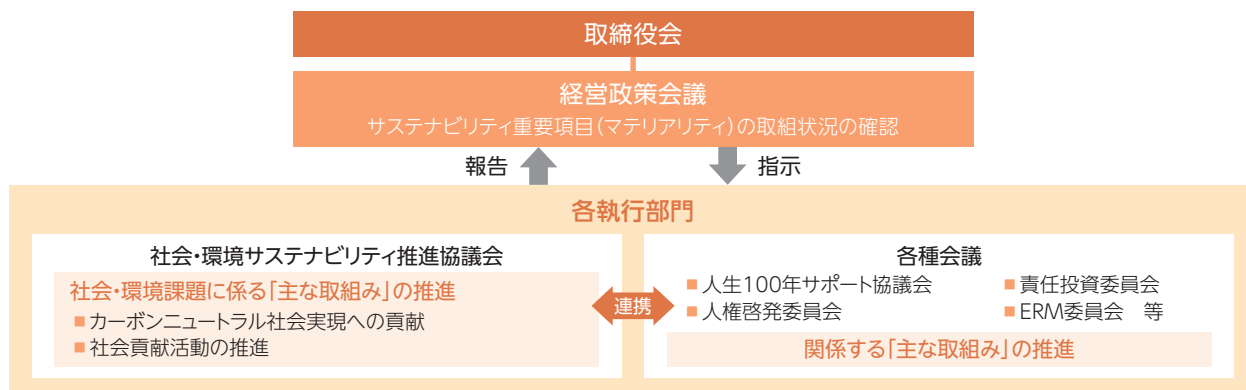 取締役会
経営政策会議
サステナビリティ重要項目（マテリアリティ）の取組状況の確認
報告
指示
各執行部門
社会・環境サステナビリティ推進協議会
社会・環境課題に係る「主な取組み」の推進
■カーボンニュートラル社会実現への貢献
■社会貢献活動の推進
連携
各種会議
■人生100年サポート協議会
■責任投資委員会
■人権啓発委員会
■ERM委員会　等
関係する「主な取組み」の推進